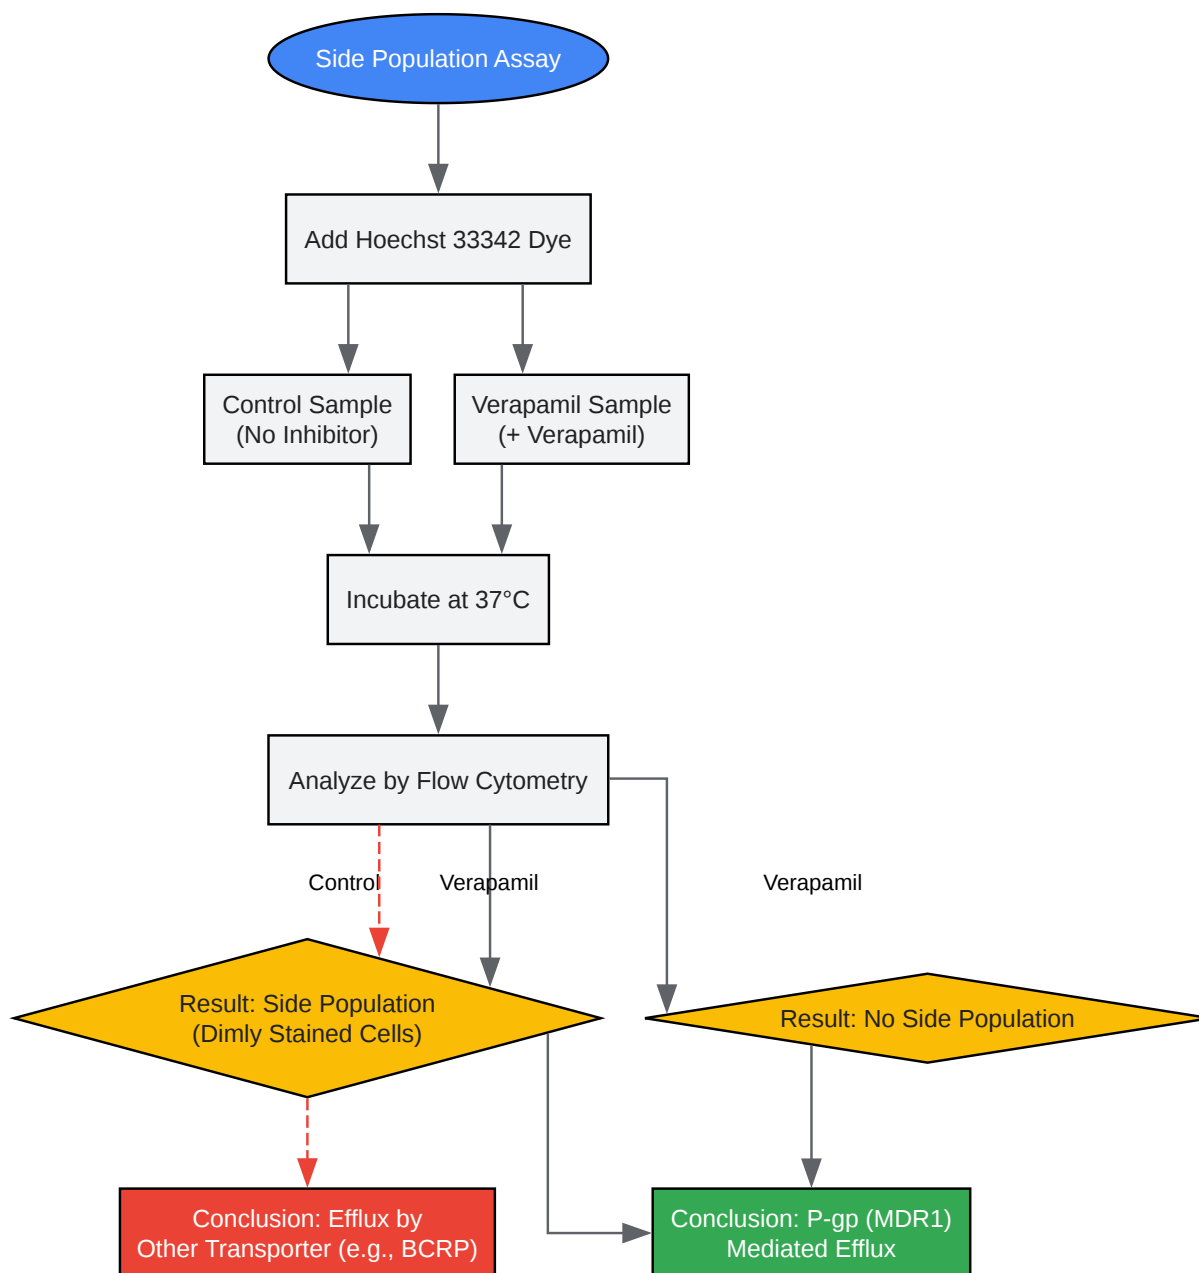 Side Population Assay
Add Hoechst 33342 Dye
Control Sample
(No Inhibitor)
Verapamil Sample
(+ Verapamil)
Incubate at 37°C
Analyze by Flow Cytometry
Control
Verapamil
Verapamil
Result: Side Population
(Dimly Stained Cells)
Result: No Side Population
Conclusion: Efflux by
Other Transporter (e.g., BCRP)
Conclusion: P-gp (MDR1)
Mediated Efflux